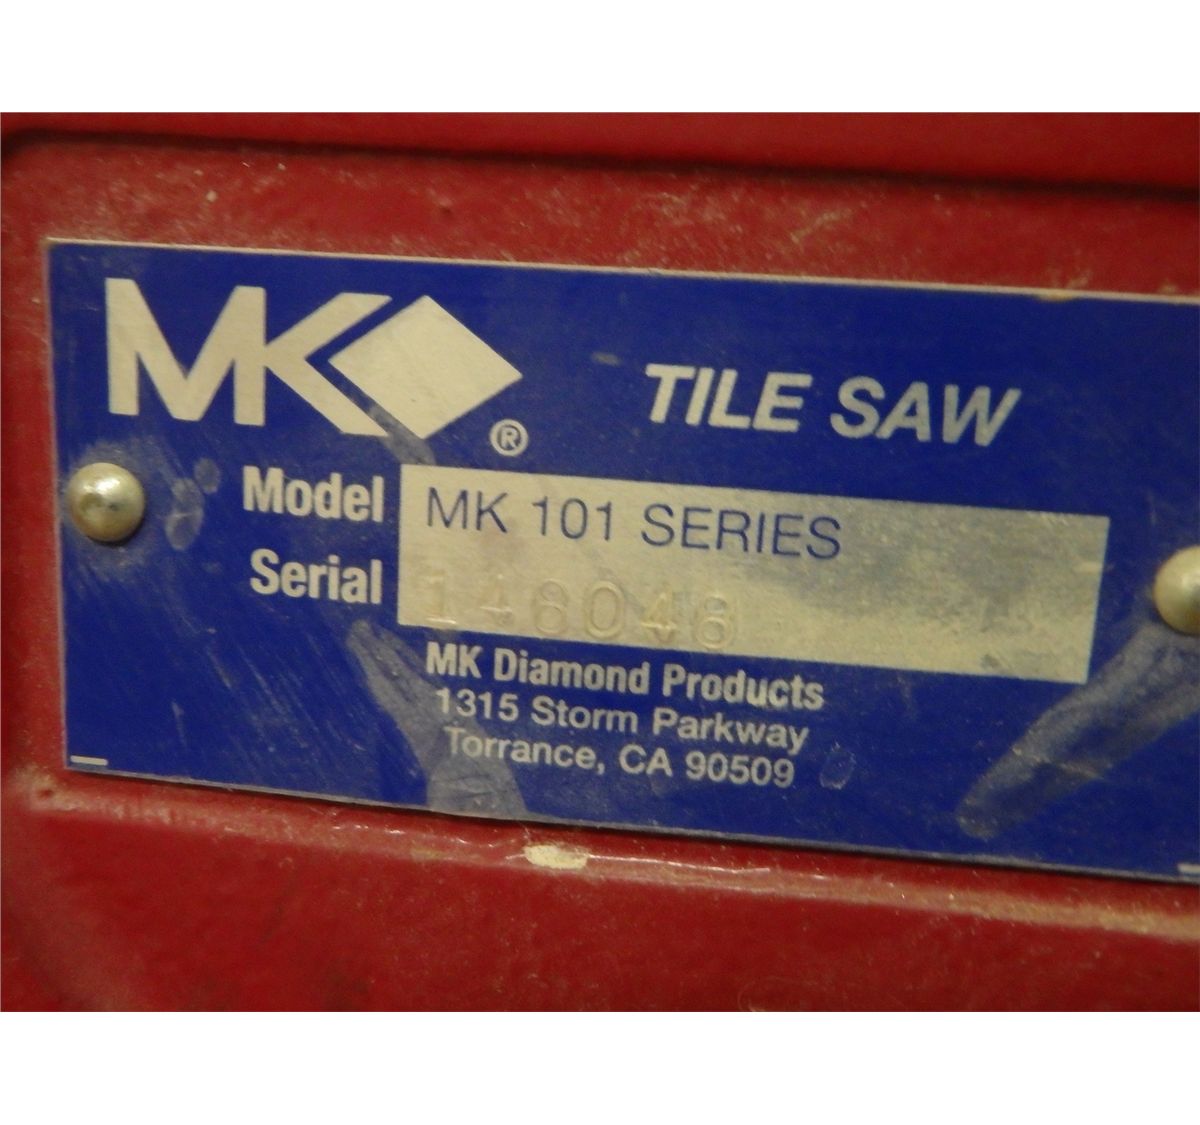 MK ®
TILE SAW
Model MK 101 SERIES
Serial 148048
MK Diamond Products
1315 Storm Parkway
Torrance, CA 90509